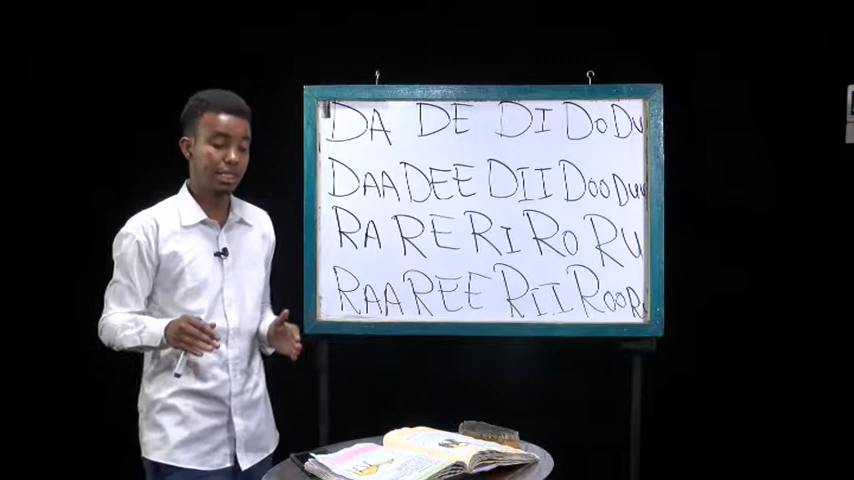 DA DE DI DO DU
DAA DEE DII DOO DUU
RA RE RI RO RU
RAA REE RII ROO